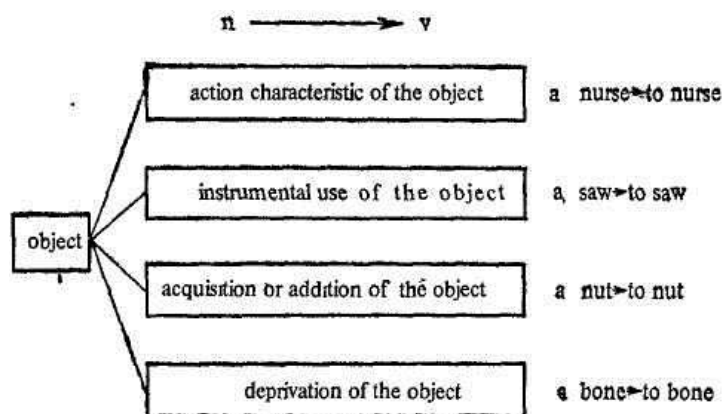 n → v
action characteristic of the object a nurse→to nurse
instrumental use of the object a saw→to saw
object
acquisition or addition of the object a nut→to nut
deprivation of the object a bone→to bone